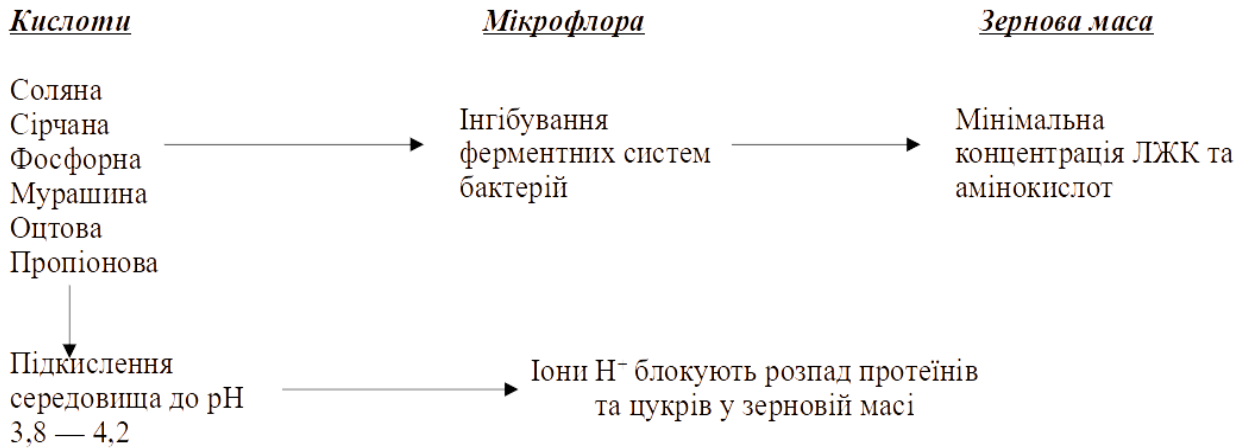 Кислоти
Мікрофлора
Зернова маса
Соляна
Сірчана
Фосфорна
Мурашина
Оцтова
Пропіонова
Інгібування
ферментних систем
бактерій
Мінімальна
концентрація ЛЖК та
амінокислот
Підкислення
середовища до рН
3,8 — 4,2
Іони Н⁻ блокують розпад протеїнів
та цукрів у зерновій масі